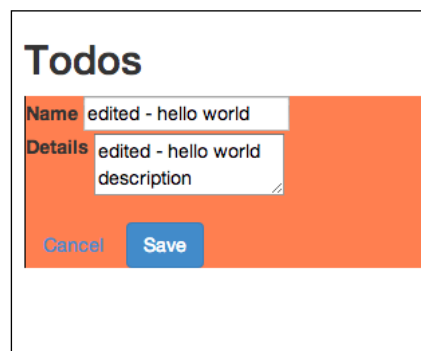 Todos
Name edited - hello world
Details edited - hello world
description
Cancel Save